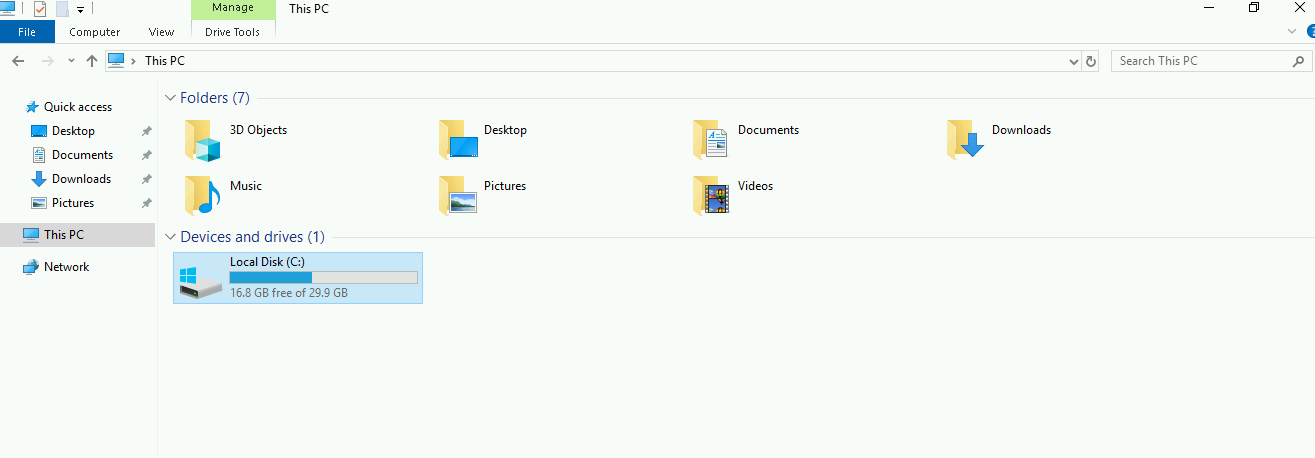 Manage
This PC
File
Computer
View
Drive Tools
This PC
Search This PC
Quick access
Desktop
Documents
Downloads
Pictures
This PC
Network
Folders (7)
3D Objects
Desktop
Documents
Downloads
Music
Pictures
Videos
Devices and drives (1)
Local Disk (C:)
16.8 GB free of 29.9 GB